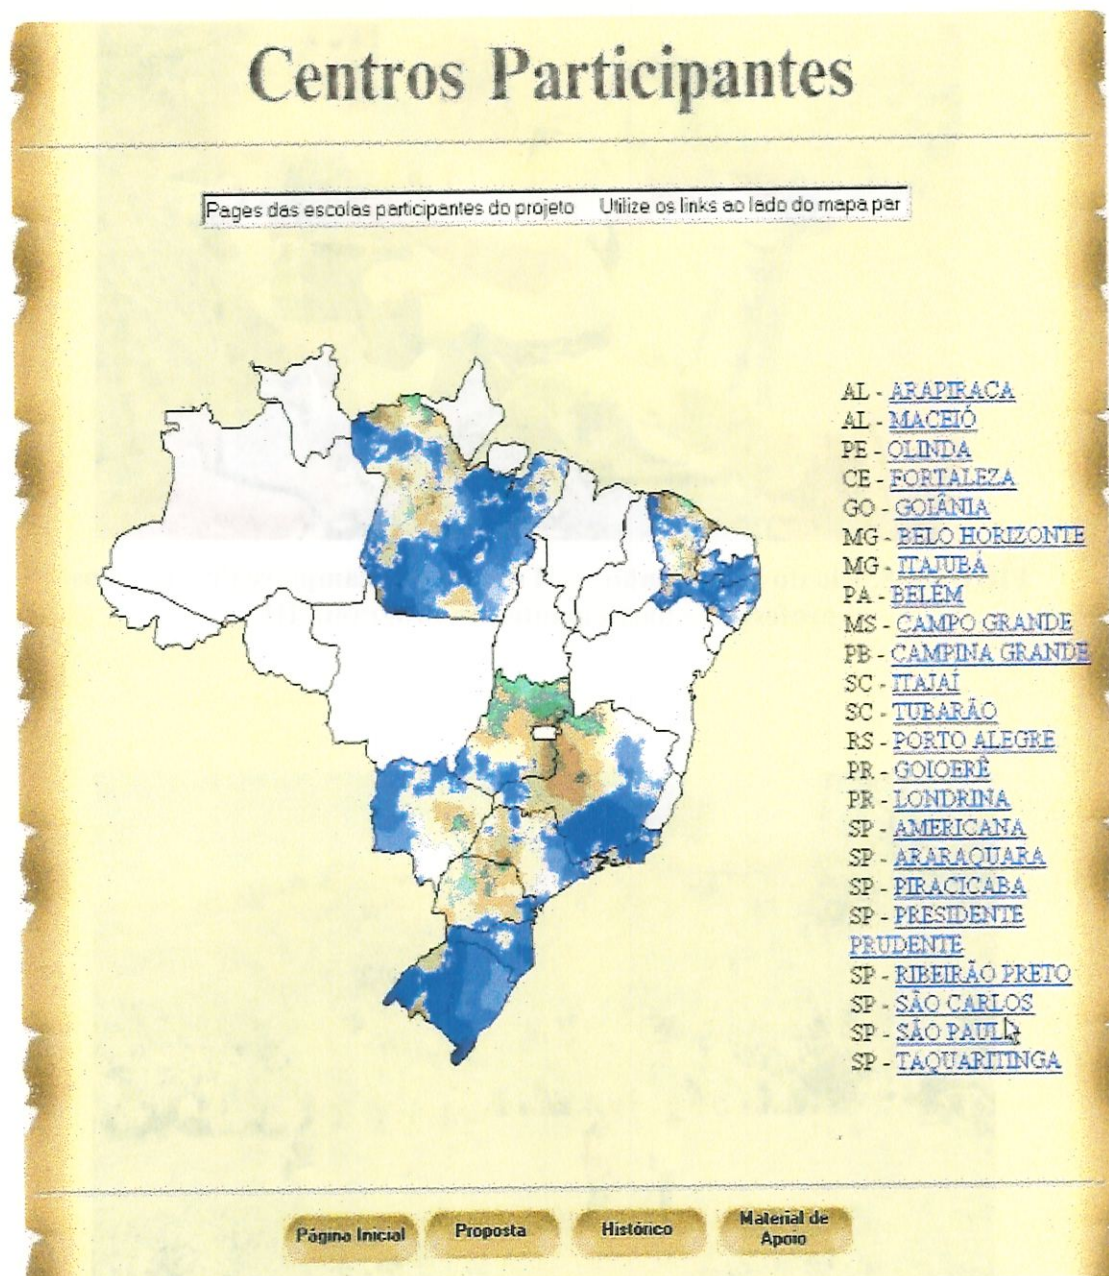 Centros Participantes
Pages das escolas participantes do projeto Utilize os links ao lado do mapa par
AL - ARAPIRACA
AL - MACEIÓ
PE - OLINDA
CE - FORTALEZA
GO - GOIÂNIA
MG - BELO HORIZONTE
MG - ITAJUBÁ
PA - BELÉM
MS - CAMPO GRANDE
PB - CAMPINA GRANDE
SC - ITAJAÍ
SC - TUBARÃO
RS - PORTO ALEGRE
PR - GOIOERÊ
PR - LONDRINA
SP - AMERICANA
SP - ARARAQUARA
SP - PIRACICABA
SP - PRESIDENTE
PRUDENTE
SP - RIBEIRÃO PRETO
SP - SÃO CARLOS
SP - SÃO PAUL
SP - TAQUARITINGA
Página Inicial
Proposta
Histórico
Material de
Apoio